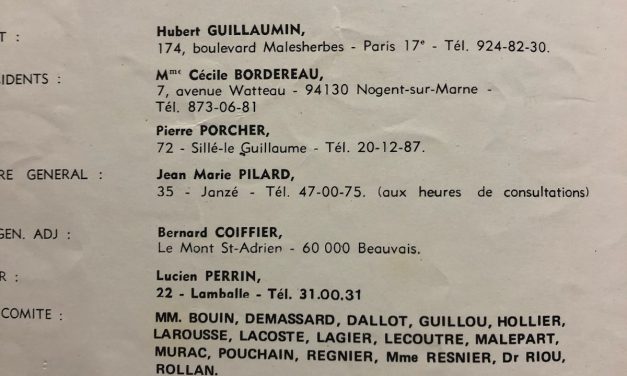 T : Hubert GUILLAUMIN,
174, boulevard Malesherbes - Paris 17e - Tél. 924-82-30.
IDENTS : Mme Cécile BORDEREAU,
7, avenue Watteau - 94130 Nogent-sur-Marne -
Tél. 873-06-81
Pierre PORCHER,
72 - Sillé-le Guillaume - Tél. 20-12-87.
RE GENERAL : Jean Marie PILARD,
35 - Janzé - Tél. 47-00-75. (aux heures de consultations)
GEN. ADJ : Bernard COIFFIER,
Le Mont St-Adrien - 60 000 Beauvais.
R : Lucien PERRIN,
22 - Lamballe - Tél. 31.00.31
COMITE : MM. BOUIN, DEMASSARD, DALLOT, GUILLOU, HOLLIER,
LAROUSSE, LACOSTE, LAGIER, LECOUTRE, MALEPART,
MURAC, POUCHAIN, REGNIER, Mme RESNIER, Dr RIOU,
ROLLAN.